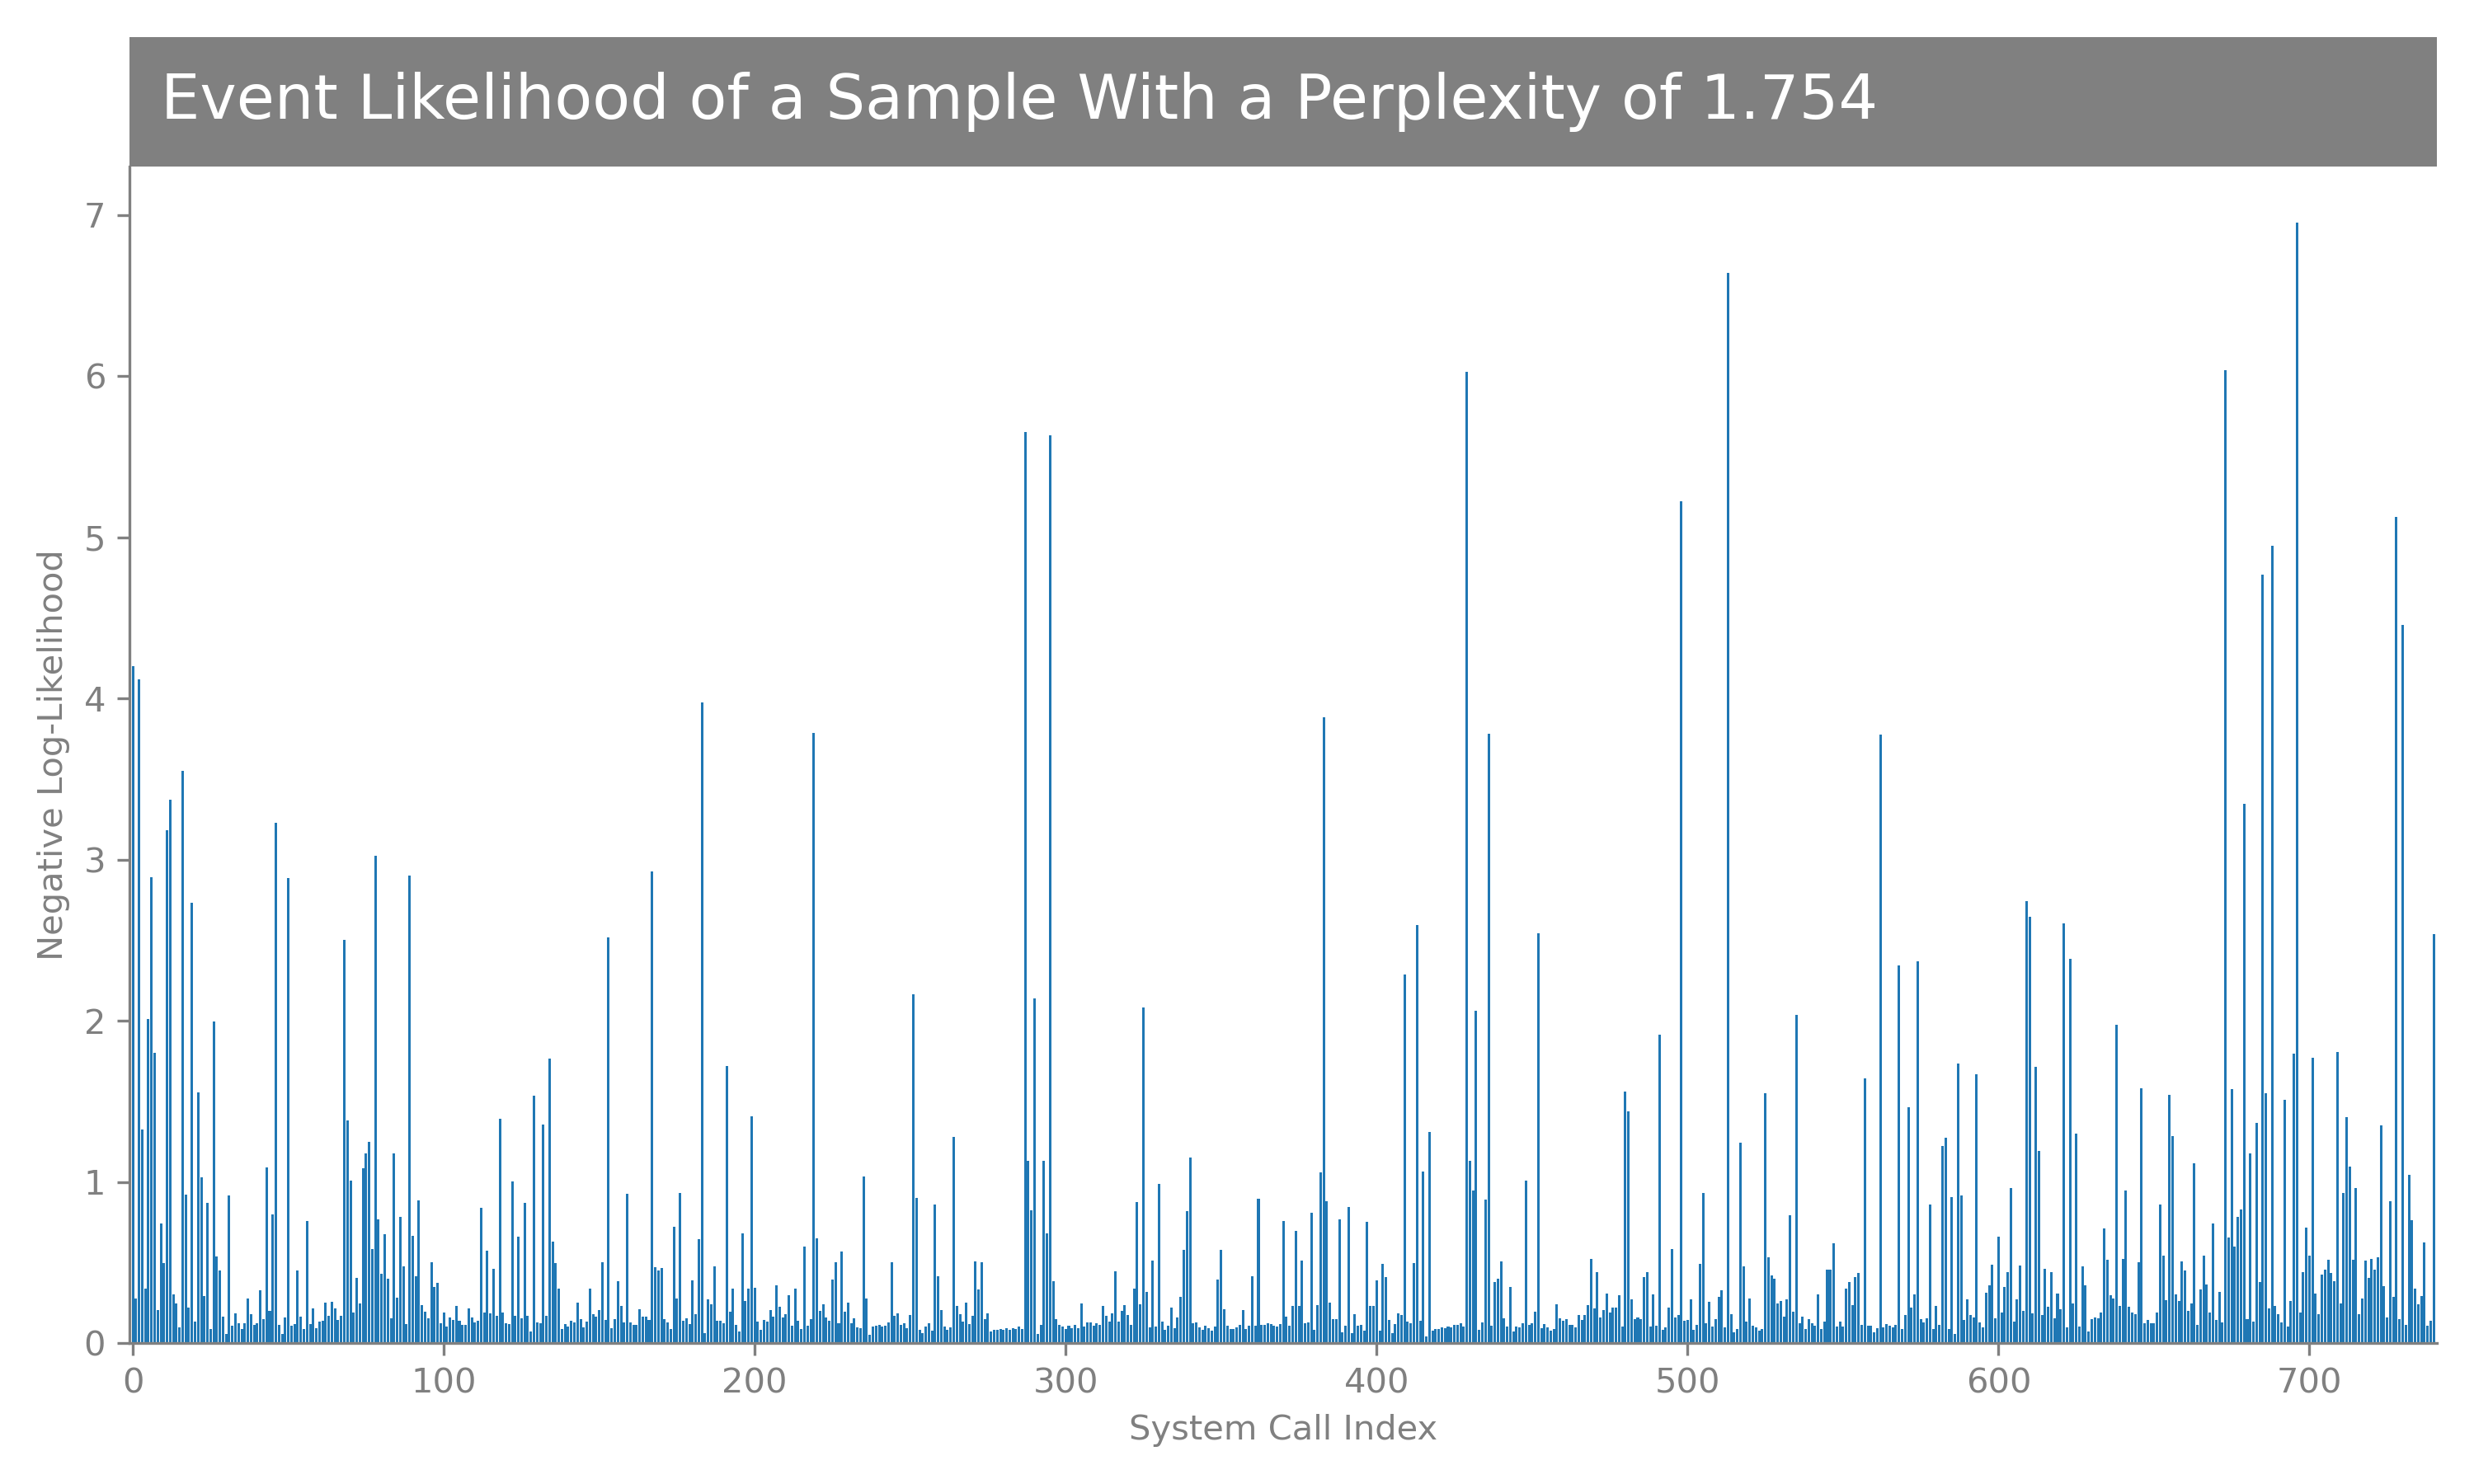 Event Likelihood of a Sample With a Perplexity of 1.754
7
6
5
4
3
2
1
0
Negative Log-Likelihood
0 100 200 300 400 500 600 700
System Call Index